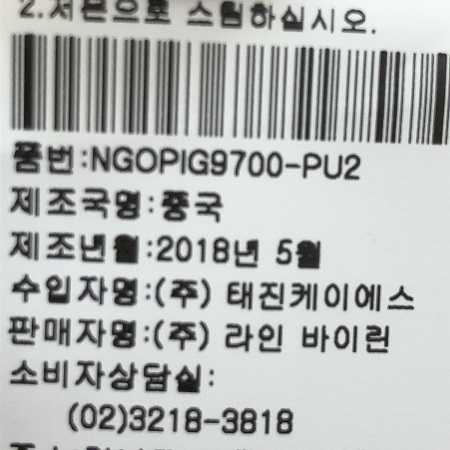 2.저온으로 스팀하십시오.
품번:NGOPIG9700-PU2
제조국명:중국
제조년월:2018년 5월
수입자명:(주) 태진케이에스
판매자명:(주) 라인 바이린
소비자상담실:
(02)3218-3818